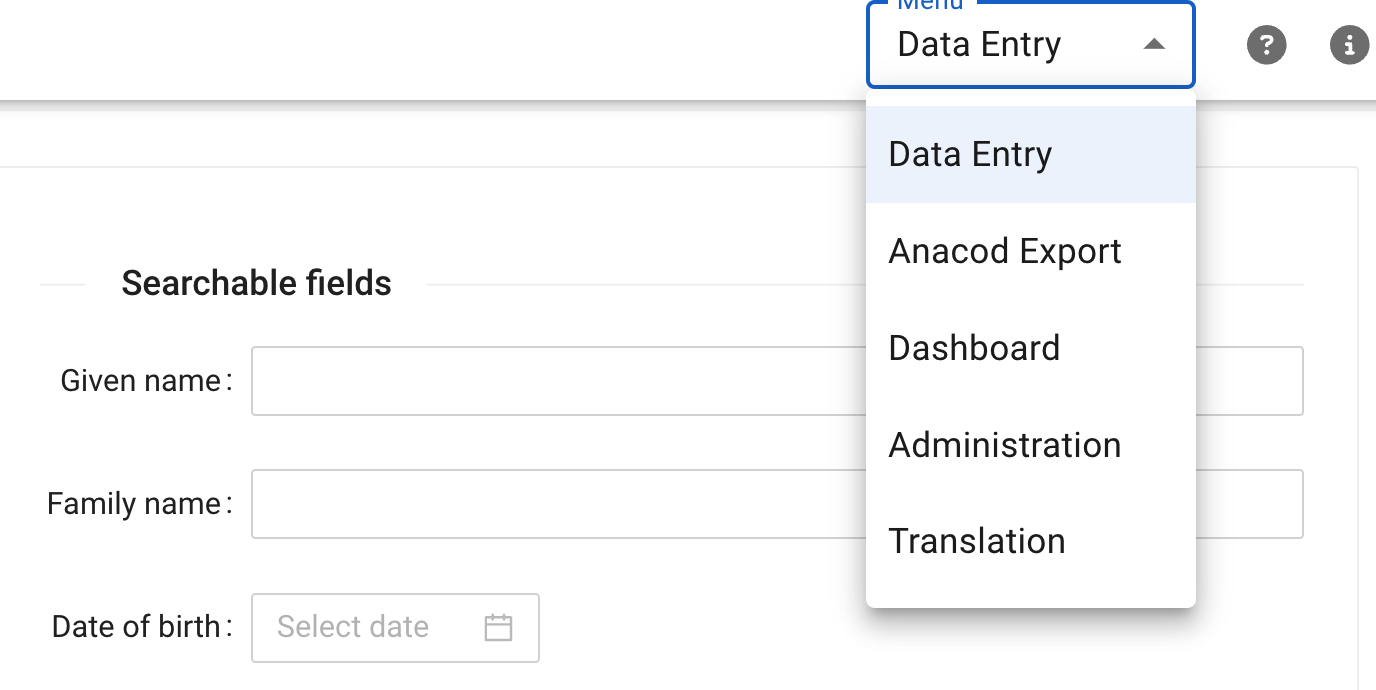 Menu
Data Entry
Data Entry
Anacod Export
Dashboard
Administration
Translation
Searchable fields
Given name:
Family name:
Date of birth:
Select date